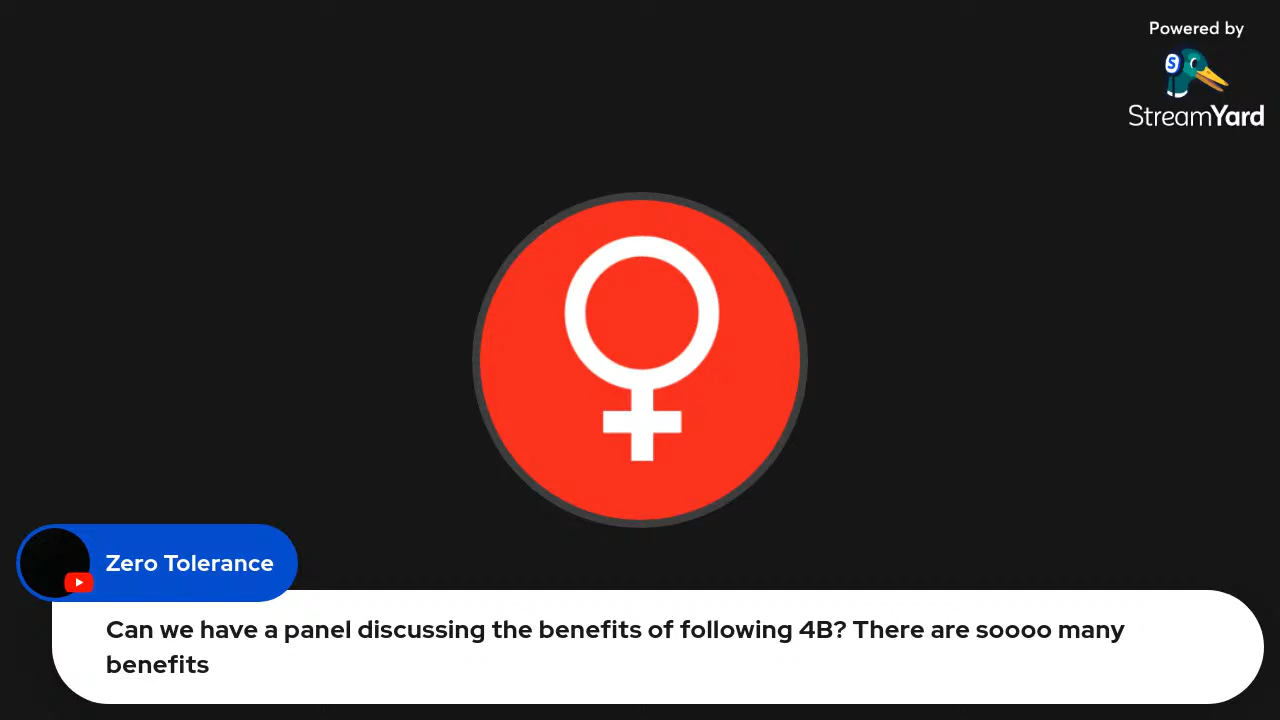 Powered by
S
StreamYard
Zero Tolerance
Can we have a panel discussing the benefits of following 4B? There are soooo many
benefits